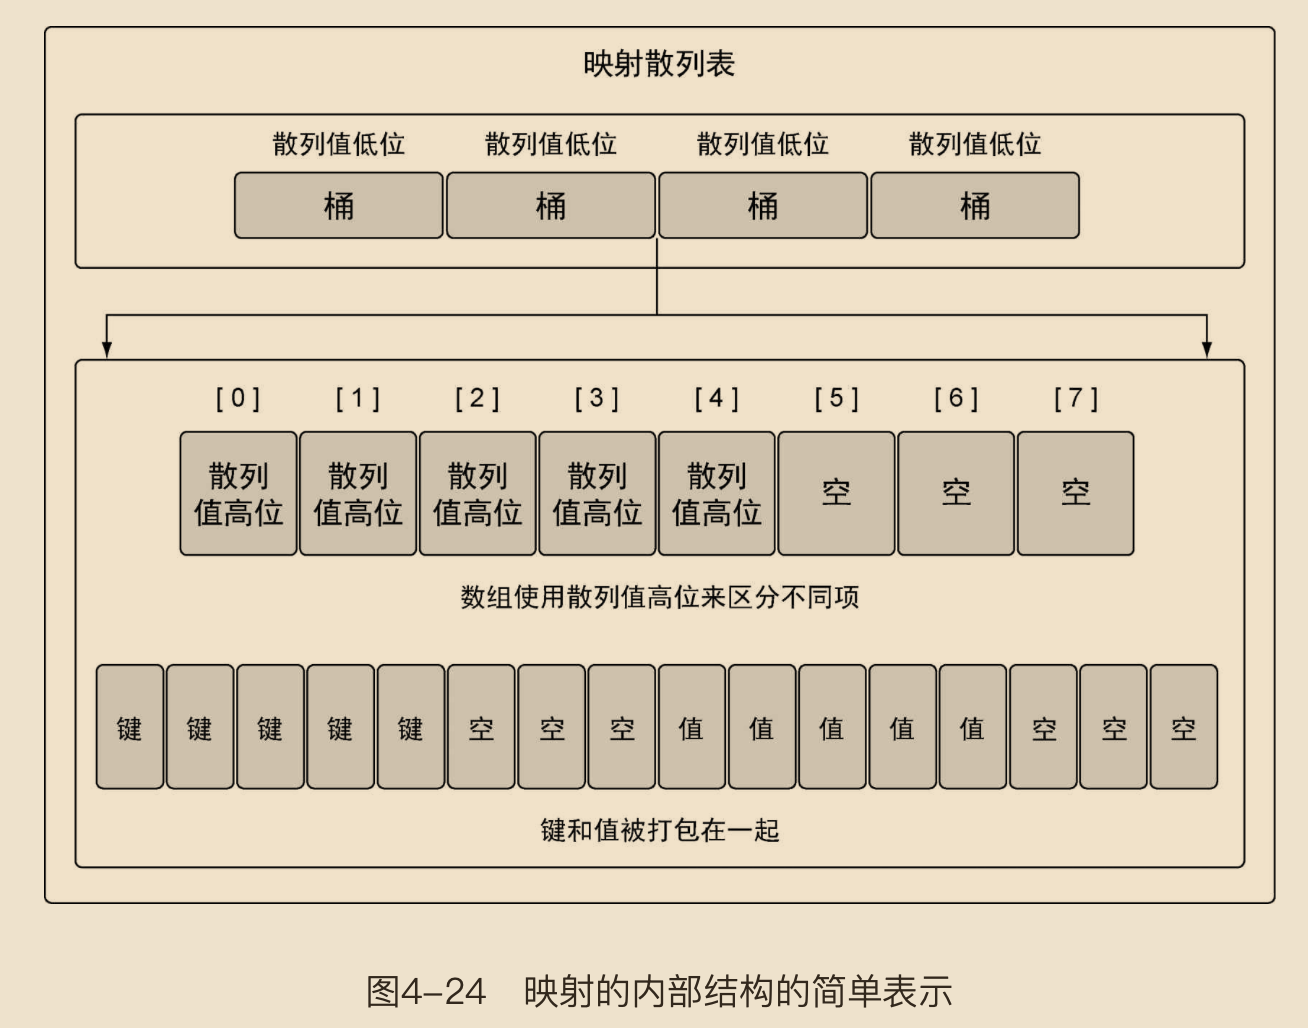 映射散列表
散列值低位 散列值低位 散列值低位 散列值低位
桶 桶 桶 桶
[ 0 ] [ 1 ] [ 2 ] [ 3 ] [ 4 ] [ 5 ] [ 6 ] [ 7 ]
散列 散列 散列 散列 散列
值高位 值高位 值高位 值高位 值高位 空 空 空
数组使用散列值高位来区分不同项
键 键 键 键 键 空 空 空 值 值 值 值 值 空 空 空
键和值被打包在一起
图4–24 映射的内部结构的简单表示